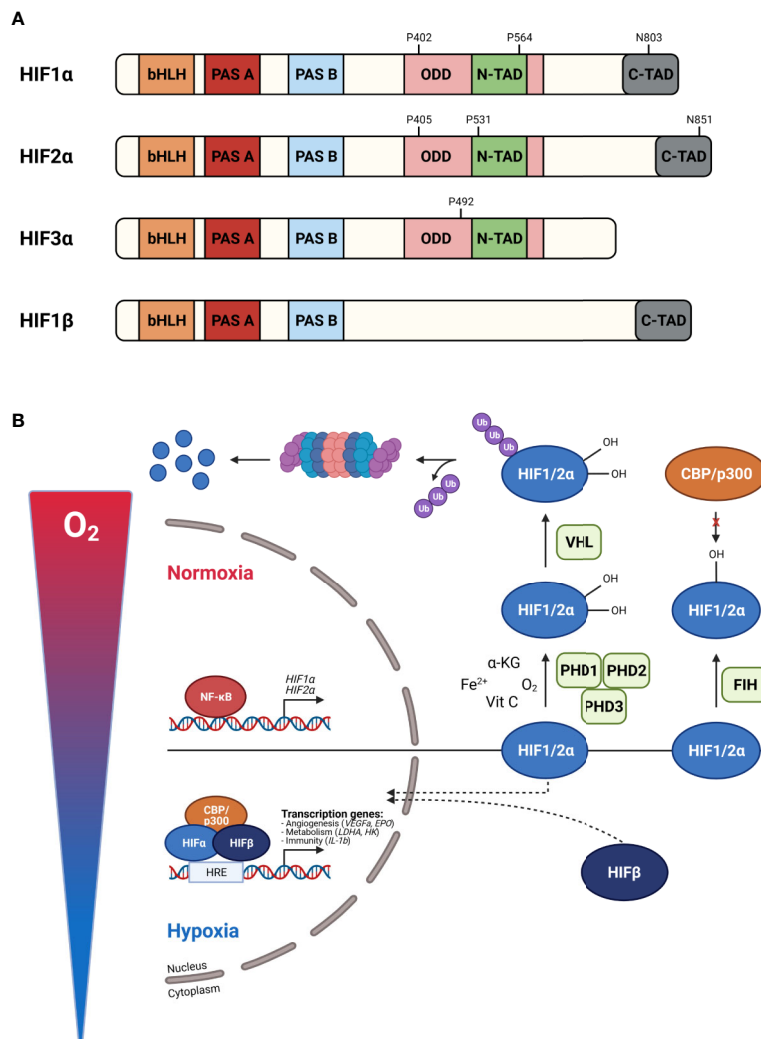 A
P402
P564
N803
HIF1α
bHLH
PAS A
PAS B
ODD
N-TAD
C-TAD
P405
P531
N851
HIF2α
bHLH
PAS A
PAS B
ODD
N-TAD
C-TAD
P492
HIF3α
bHLH
PAS A
PAS B
ODD
N-TAD
HIF1β
bHLH
PAS A
PAS B
C-TAD
B
O2
Normoxia
Ub
Ub
Ub
Ub
Ub
Ub
HIF1/2α
OH
OH
CBP/p300
VHL
OH
HIF1/2α
OH
OH
HIF1/2α
α-KG
Fe2+
O2
Vit C
PHD1
PHD2
PHD3
FIH
NF-κB
HIF1α
HIF2α
HIF1/2α
HIF1/2α
CBP/
p300
HIFα
HIFβ
HRE
Transcription genes:
- Angiogenesis (VEGFa, EPO)
- Metabolism (LDHA, HK)
- Immunity (IL-1b)
HIFβ
Hypoxia
Nucleus
Cytoplasm